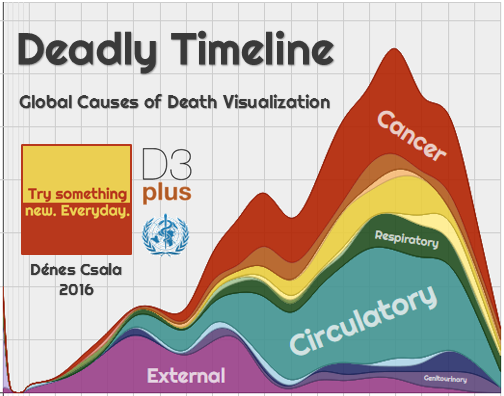 Deadly Timeline
Global Causes of Death Visualization
D3
plus
Try something
new. Everyday.
Dénes Csala
2016
Cancer
Respiratory
Circulatory
External
Genitourinary